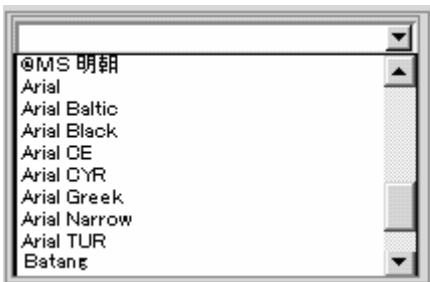 @MS 明朝
Arial
Arial Baltic
Arial Black
Arial CE
Arial CYR
Arial Greek
Arial Narrow
Arial TUR
Batang